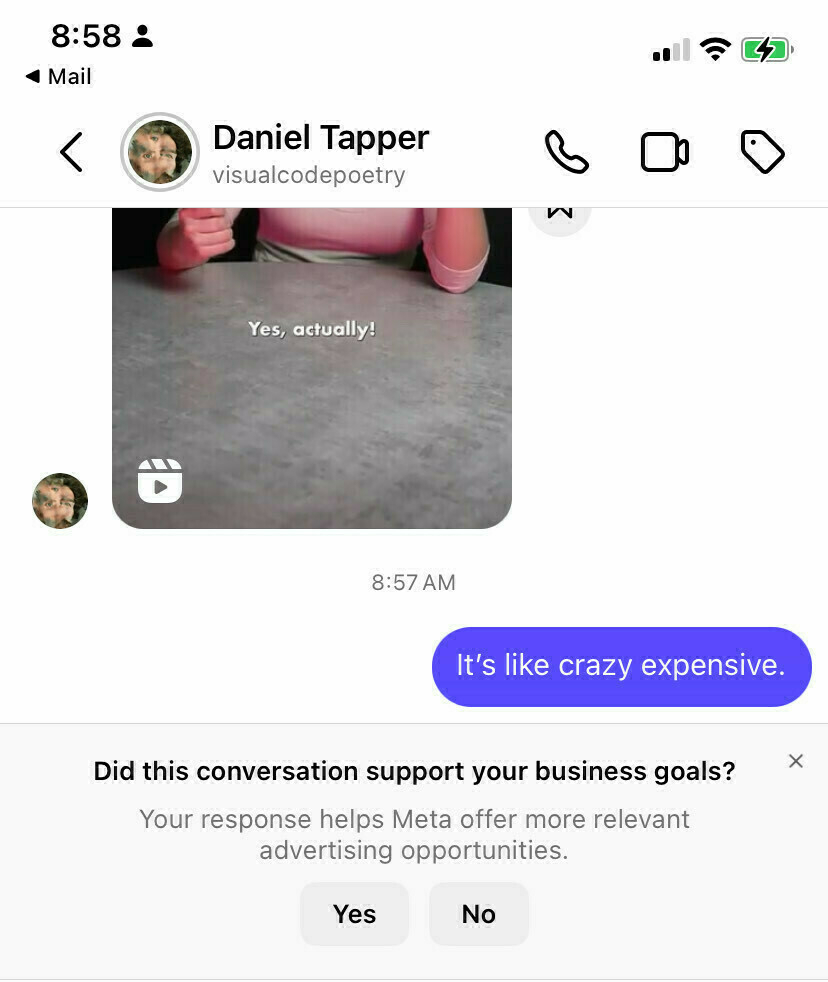 8:58
Mail
Daniel Tapper
visualcodepoetry
Yes, actually!
8:57 AM
It's like crazy expensive.
Did this conversation support your business goals?
Your response helps Meta offer more relevant
advertising opportunities.
Yes
No